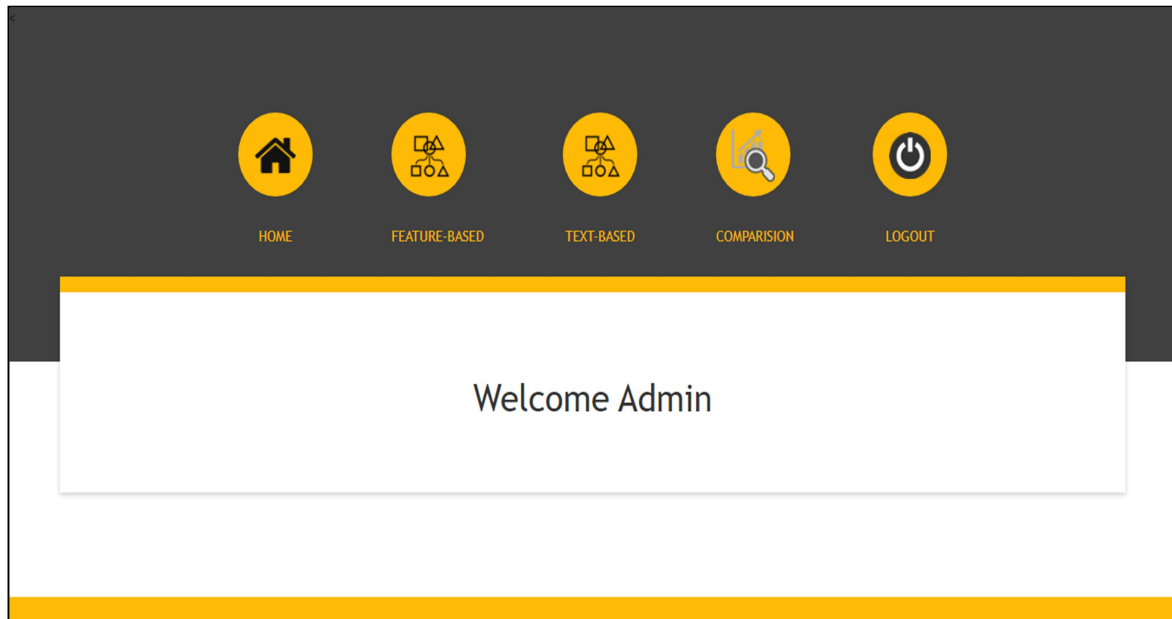 <
HOME FEATURE-BASED TEXT-BASED COMPARISION LOGOUT
Welcome Admin